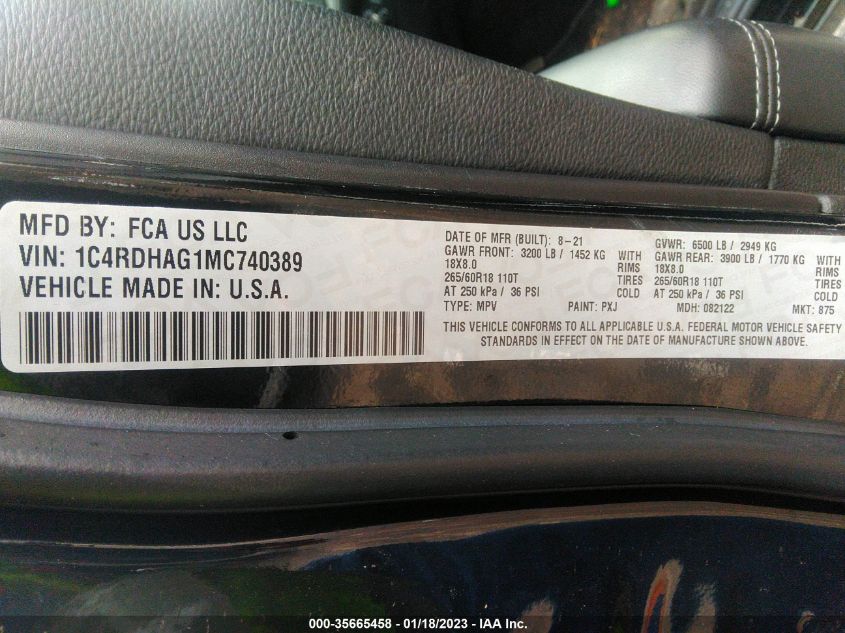 MFD BY: FCA US LLC
VIN: 1C4RDHAG1MC740389
VEHICLE MADE IN: U.S.A.
DATE OF MFR (BUILT): 8-21 GVWR: 6500 LB / 2949 KG
GAWR FRONT: 3200 LB / 1452 KG WITH GAWR REAR: 3900 LB / 1770 KG WITH
18X8.0 RIMS 18X8.0 RIMS
265/60R18 110T TIRES 265/60R18 110T TIRES
AT 250 kPa / 36 PSI COLD AT 250 kPa / 36 PSI COLD
TYPE: MPV PAINT: PXJ MDH: 082122 MKT: 875
THIS VEHICLE CONFORMS TO ALL APPLICABLE U.S.A. FEDERAL MOTOR VEHICLE SAFETY
STANDARDS IN EFFECT ON THE DATE OF MANUFACTURE SHOWN ABOVE.
000-35665458 - 01/18/2023 - IAA Inc.